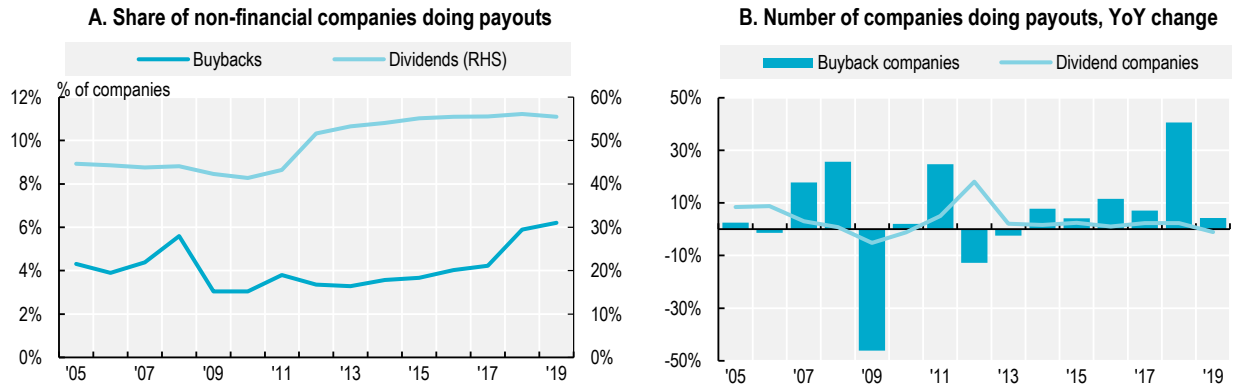 A. Share of non-financial companies doing payouts
Buybacks
Dividends (RHS)
% of companies
12%
10%
8%
6%
4%
2%
0%
60%
50%
40%
30%
20%
10%
0%
'05 '07 '09 '11 '13 '15 '17 '19
B. Number of companies doing payouts, YoY change
Buyback companies
Dividend companies
50%
30%
10%
-10%
-30%
-50%
'05 '07 '09 '11 '13 '15 '17 '19